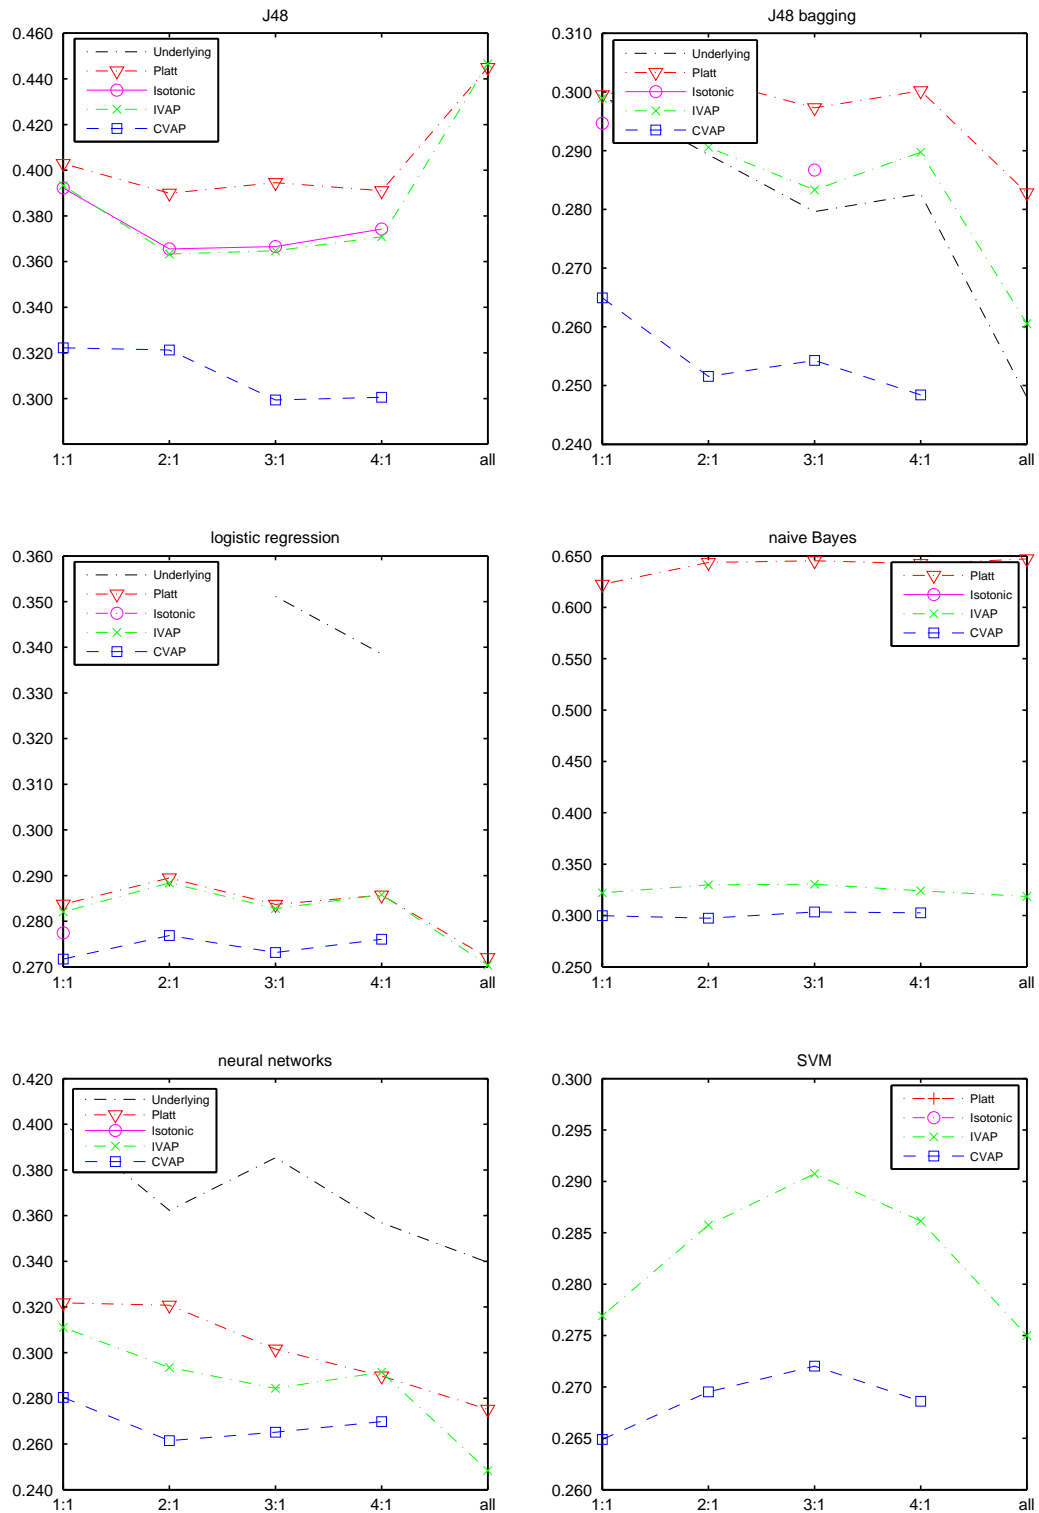 J48
0.460
0.440
0.420
0.400
0.380
0.360
0.340
0.320
0.300
Underlying
Platt
Isotonic
IVAP
CVAP
1:1 2:1 3:1 4:1 all
J48 bagging
0.310
0.300
0.290
0.280
0.270
0.260
0.250
0.240
Underlying
Platt
Isotonic
IVAP
CVAP
1:1 2:1 3:1 4:1 all
logistic regression
0.360
0.350
0.340
0.330
0.320
0.310
0.300
0.290
0.280
0.270
Underlying
Platt
Isotonic
IVAP
CVAP
1:1 2:1 3:1 4:1 all
naive Bayes
0.650
0.600
0.550
0.500
0.450
0.400
0.350
0.300
0.250
Platt
Isotonic
IVAP
CVAP
1:1 2:1 3:1 4:1 all
neural networks
0.420
0.400
0.380
0.360
0.340
0.320
0.300
0.280
0.260
0.240
Underlying
Platt
Isotonic
IVAP
CVAP
1:1 2:1 3:1 4:1 all
SVM
0.300
0.295
0.290
0.285
0.280
0.275
0.270
0.265
0.260
Platt
Isotonic
IVAP
CVAP
1:1 2:1 3:1 4:1 all